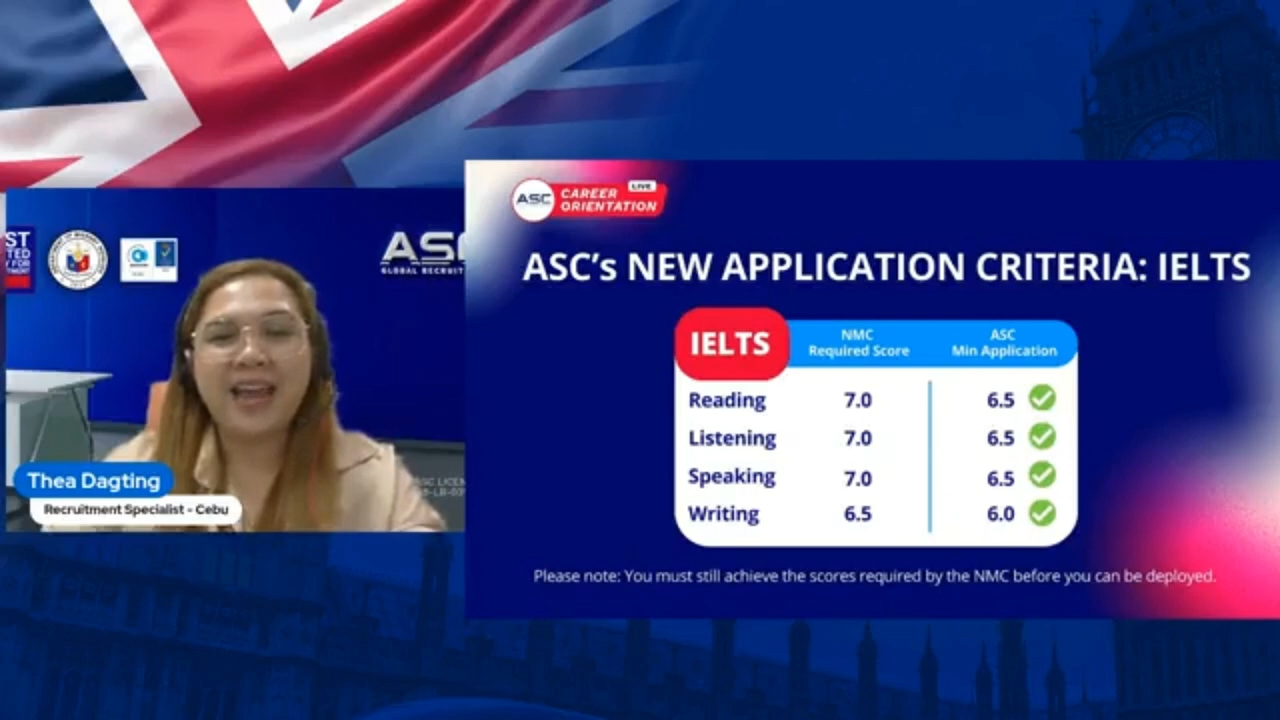 ASC
CAREER
LIVE
ORIENTATION
ASC's NEW APPLICATION CRITERIA: IELTS
IELTS
NMC
Required Score
ASC
Min Application
Reading 7.0 6.5
Listening 7.0 6.5
Speaking 7.0 6.5
Writing 6.5 6.0
Please note: You must still achieve the scores required by the NMC before you can be deployed.
ASC
GLOBAL RECRUIT
Thea Dagting
Recruitment Specialist - Cebu